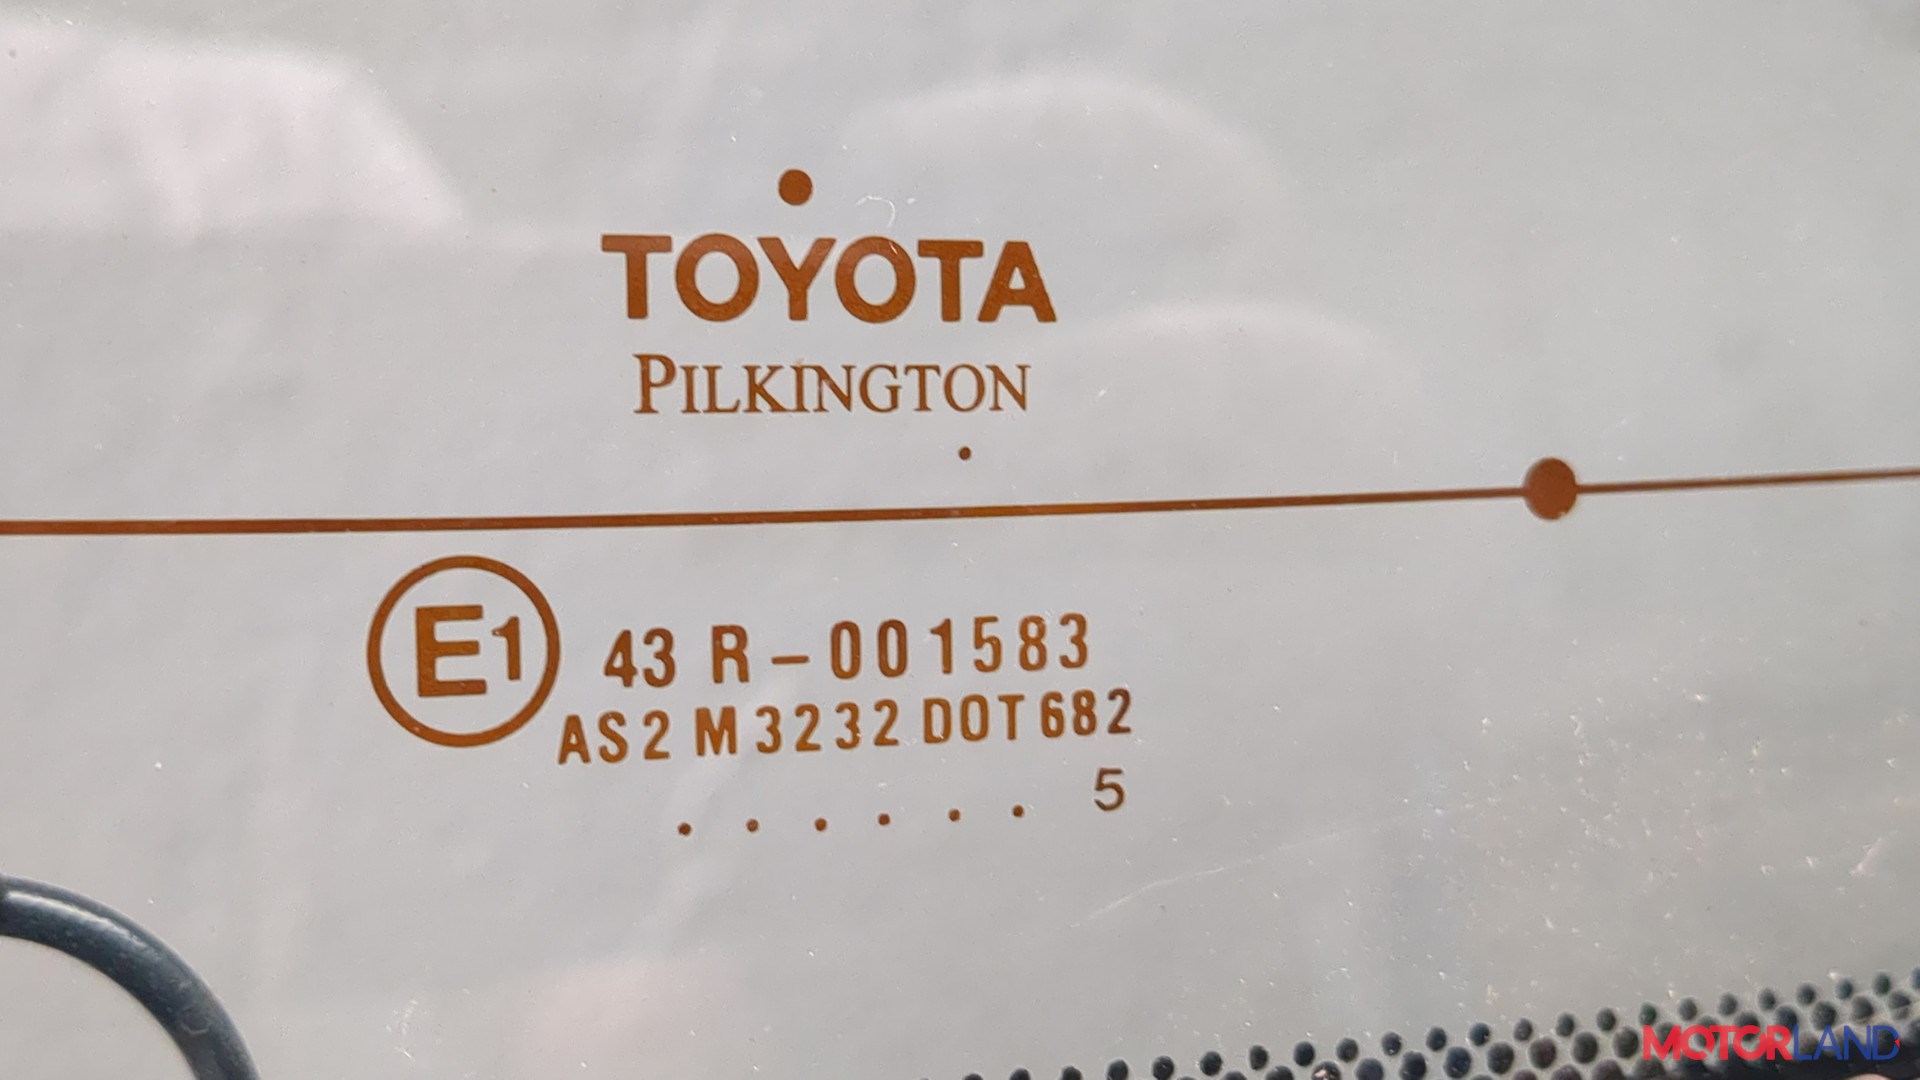 TOYOTA
PILKINGTON
E1 43 R-001583
AS2 M3232 DOT682
. . . . . . 5
MOTORLAND